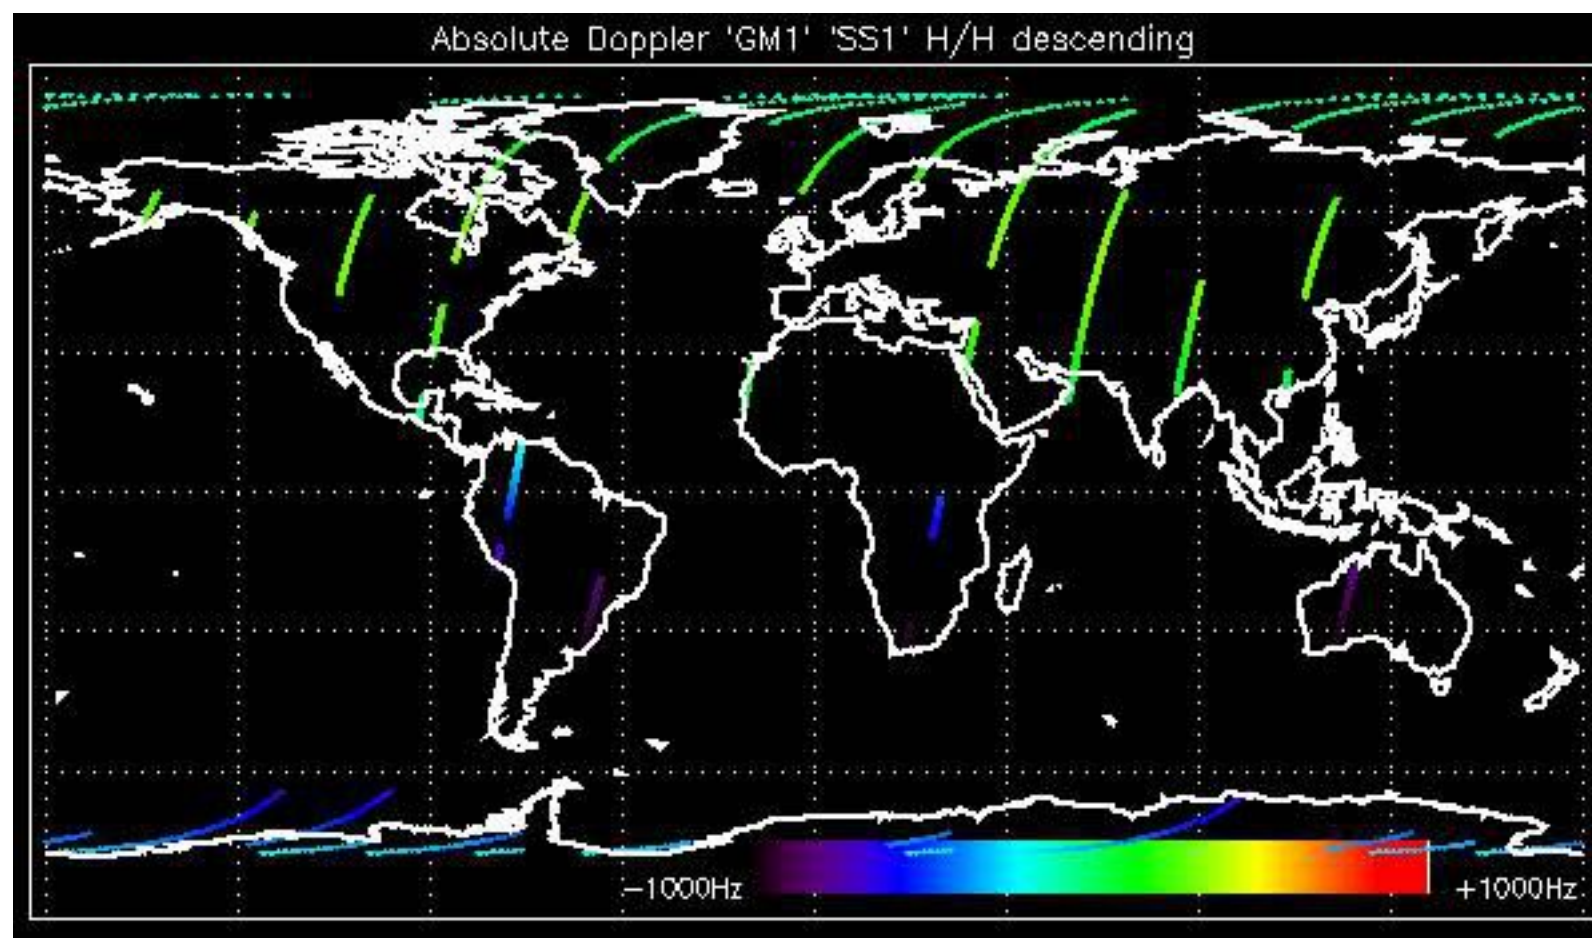 Absolute Doppler 'GM1' 'SS1' H/H descending
−1000Hz
+1000Hz